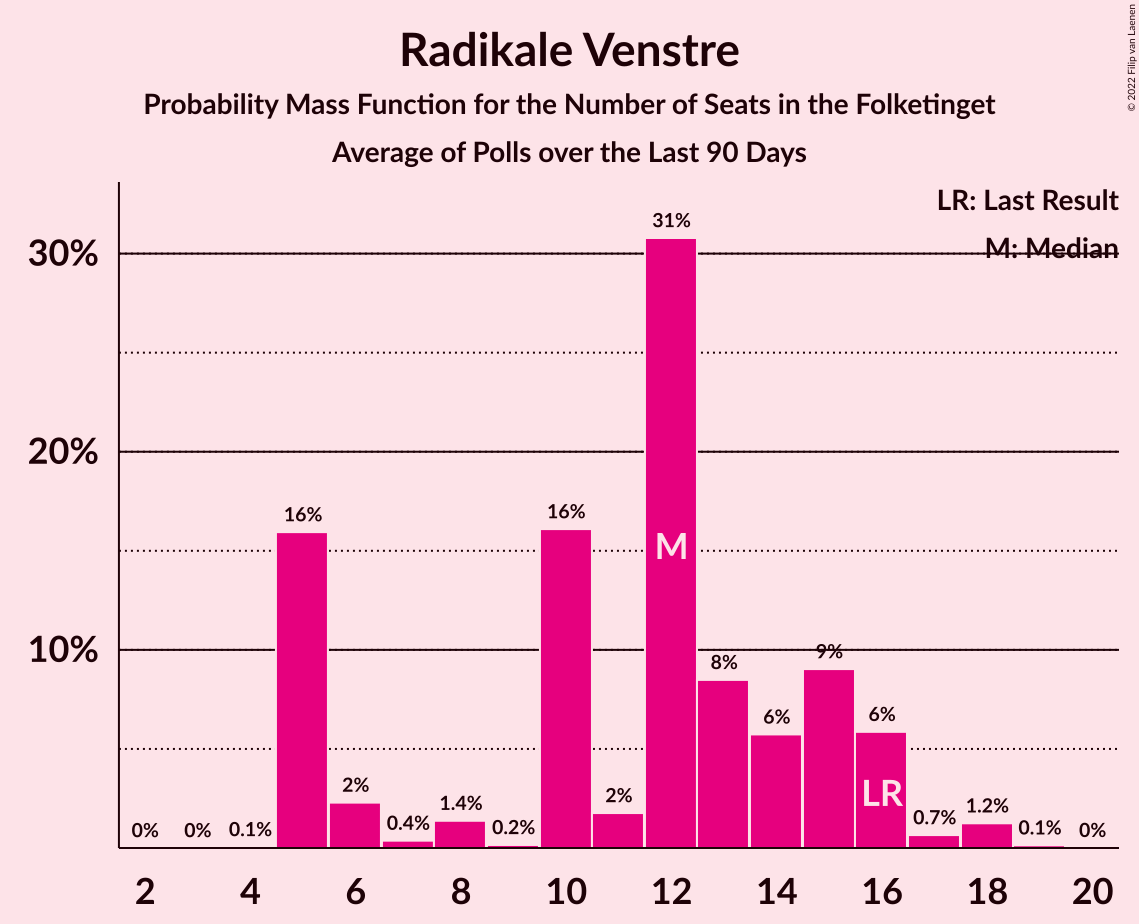 Radikale Venstre
Probability Mass Function for the Number of Seats in the Folketinget
Average of Polls over the Last 90 Days
© 2022 Filip van Laenen
LR: Last Result
M: Median
30%
20%
10%
0%
0%
0.1%
16%
2%
0.4%
1.4%
0.2%
16%
2%
31%
8%
6%
9%
6%
0.7%
1.2%
0.1%
0%
M
LR
2 4 6 8 10 12 14 16 18 20